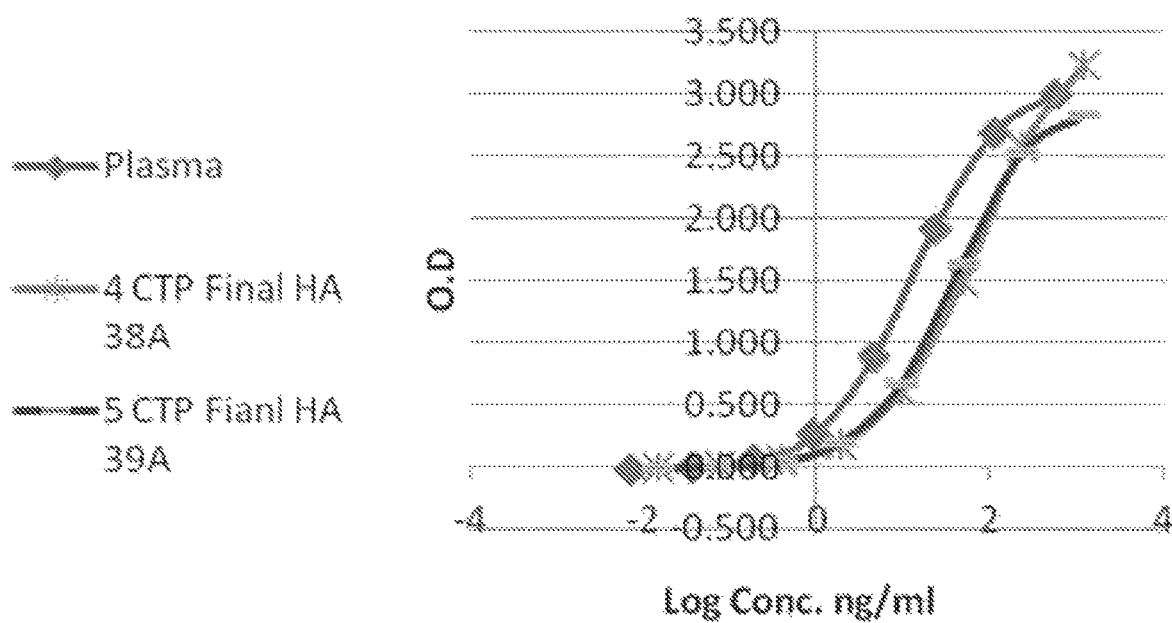 Plasma
4 CTP Final HA
38A
5 CTP Fianl HA
39A
O.D
3.500
3.000
2.500
2.000
1.500
1.000
0.500
0.000
-0.500
-4
-2
0
2
4
Log Conc. ng/ml